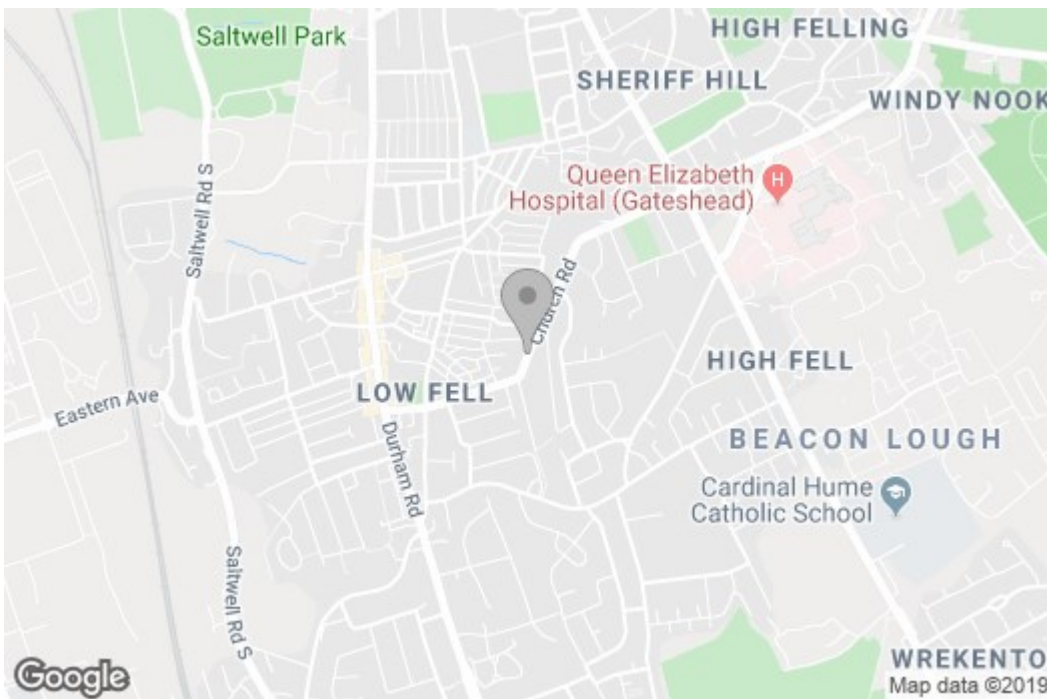 Saltwell Park
HIGH FELLING
SHERIFF HILL
WINDY NOOK
Queen Elizabeth
Hospital (Gateshead)
H
Saltwell Rd S
Church Rd
HIGH FELL
LOW FELL
Eastern Ave
Durham Rd
BEACON LOUGH
Cardinal Hume
Catholic School
Saltwell Rd S
WREKENTO
Google
Map data ©2019